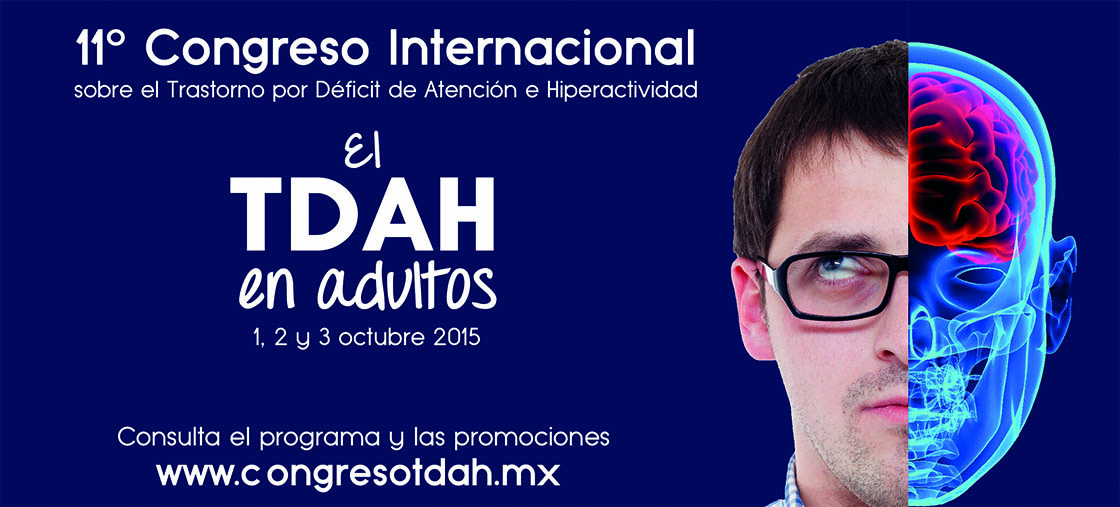 11° Congreso Internacional
sobre el Trastorno por Déficit de Atención e Hiperactividad
El
TDAH
en adultos
1, 2 y 3 octubre 2015
Consulta el programa y las promociones
www.congresotdah.mx